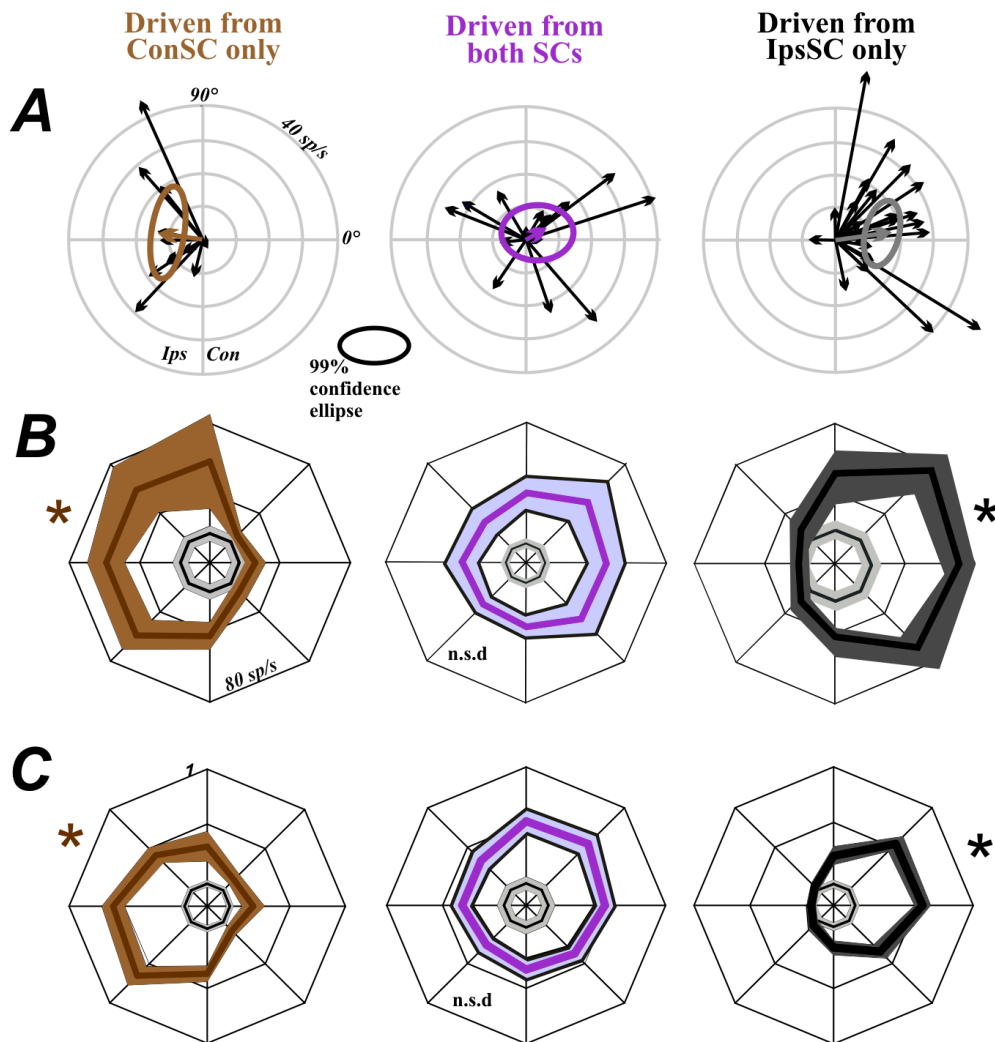 Driven from
ConSC only
Driven from
both SCs
Driven from
IpsSC only
A
90°
40 sp/s
0°
Ips Con
99%
confidence
ellipse
B
*
*
80 sp/s
n.s.d
C
1
*
*
n.s.d